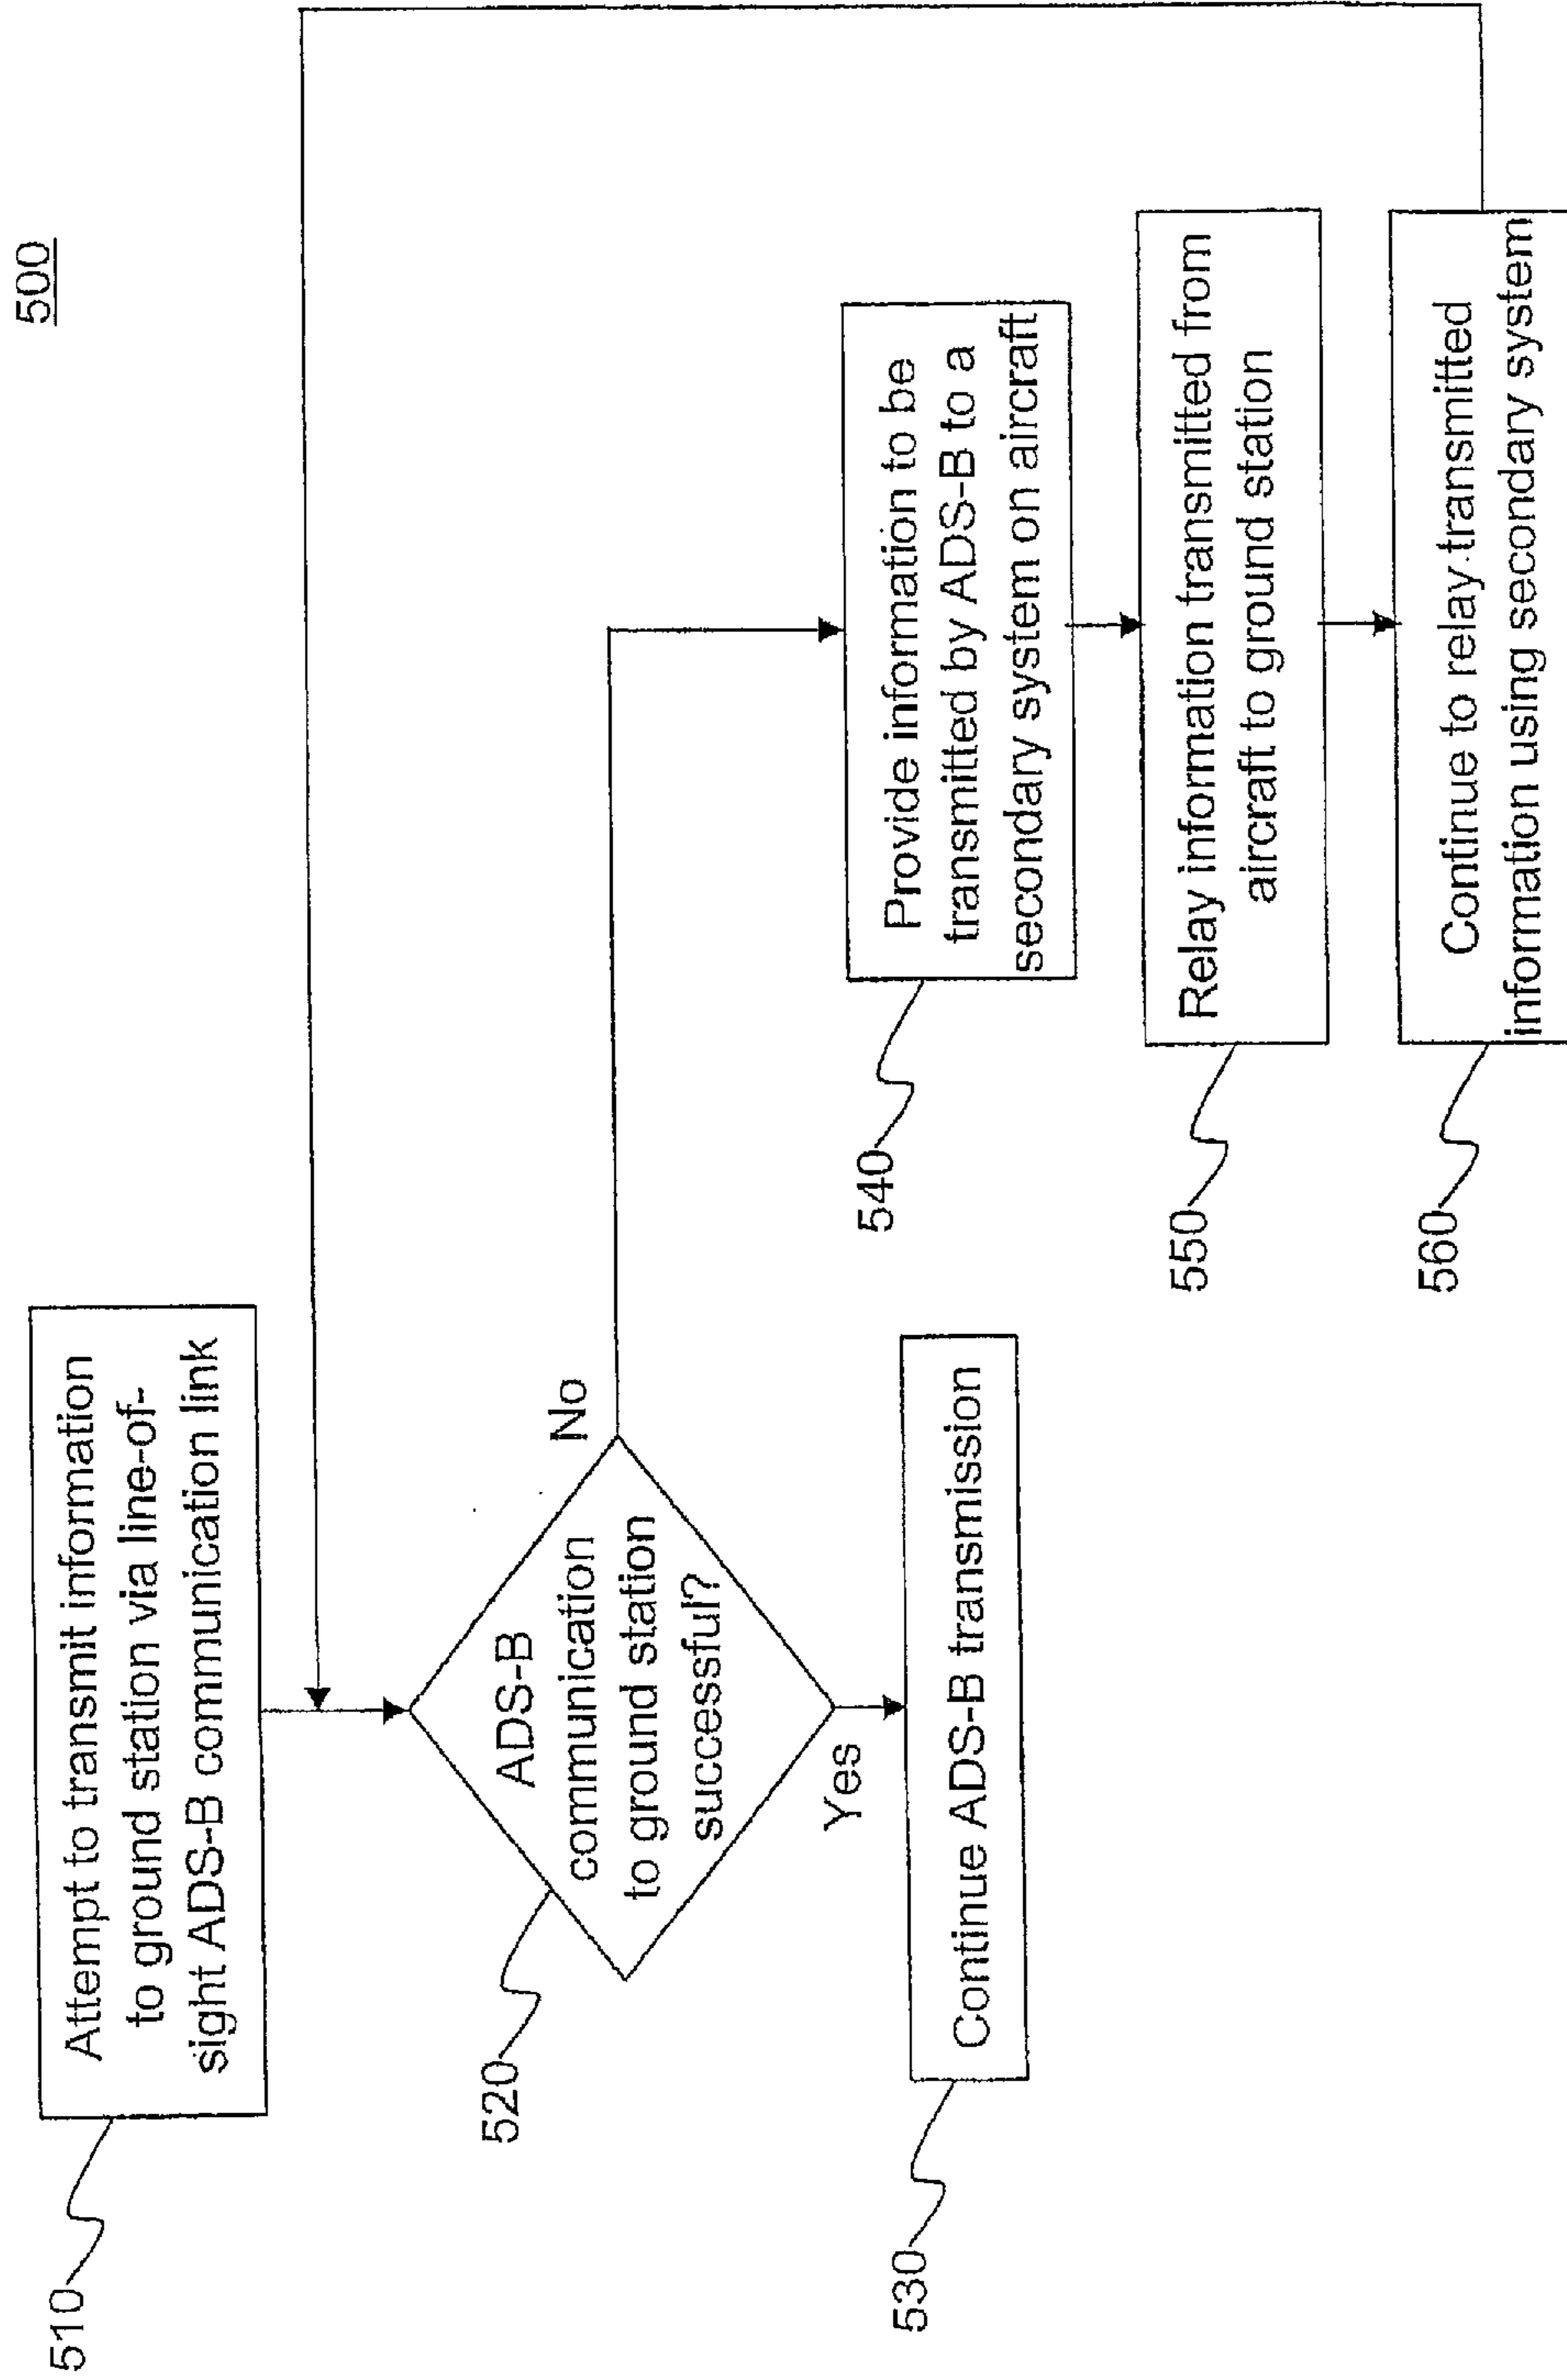 500
510
Attempt to transmit information
to ground station via line-of-
sight ADS-B communication link
520
ADS-B
communication
to ground station
successful?
No
Yes
530
Continue ADS-B transmission
540
Provide information to be
transmitted by ADS-B to a
secondary system on aircraft
550
Relay information transmitted from
aircraft to ground station
560
Continue to relay transmitted
information using secondary system